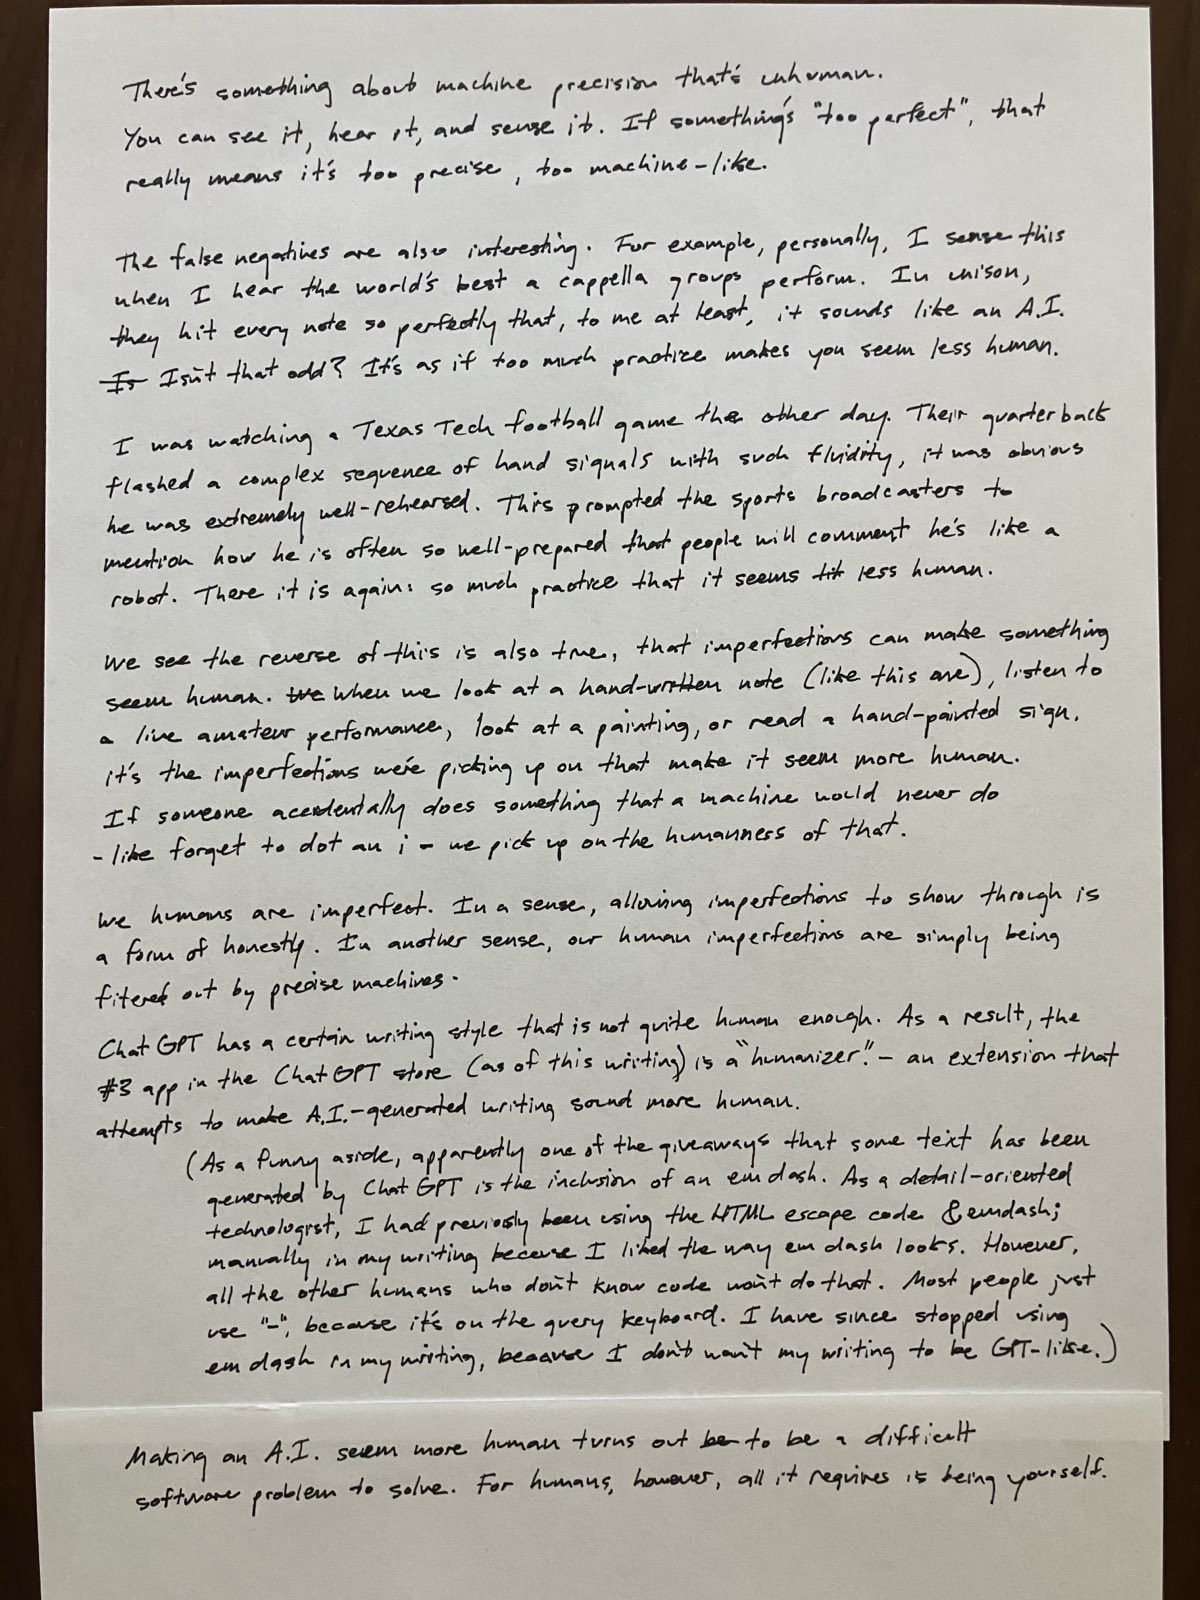 There's something about machine precision that's unhuman.
You can see it, hear it, and sense it. If something's "too perfect", that
really means it's too precise, too machine-like.
The false negatives are also interesting. For example, personally, I sense this
when I hear the world's best a cappella groups perform. In unison,
they hit every note so perfectly that, to me at least, it sounds like an A.I.
Is Isn't that odd? It's as if too much practice makes you seem less human.
I was watching a Texas Tech football game the other day. Their quarterback
flashed a complex sequence of hand signals with such fluidity, it was obvious
he was extremely well-rehearsed. This prompted the sports broadcasters to
mention how he is often so well-prepared that people will comment he's like a
robot. There it is again: so much practice that it seems less human.
We see the reverse of this is also true, that imperfections can make something
seem human. We When we look at a hand-written note (like this one), listen to
a live amateur performance, look at a painting, or read a hand-painted sign,
it's the imperfections we're picking up on that make it seem more human.
If someone accidentally does something that a machine would never do
- like forget to dot an i - we pick up on the humanness of that.
We humans are imperfect. In a sense, allowing imperfections to show through is
a form of honestly. In another sense, our human imperfections are simply being
fitered out by precise machines.
Chat GPT has a certain writing style that is not quite human enough. As a result, the
#3 app in the Chat GPT store (as of this writing) is a "humanizer." - an extension that
attempts to make A.I.-generated writing sound more human.
(As a funny aside, apparently one of the giveaways that some text has been
generated by Chat GPT is the inclusion of an em dash. As a detail-oriented
technologist, I had previously been using the HTML escape code &emdash;
manually in my writing because I liked the way em dash looks. However,
all the other humans who don't know code won't do that. Most people just
use "-", because it's on the qwery keyboard. I have since stopped using
em dash in my writing, because I don't want my writing to be GPT-like.)
Making an A.I. seem more human turns out be to be a difficult
software problem to solve. For humans, however, all it requires is being yourself.